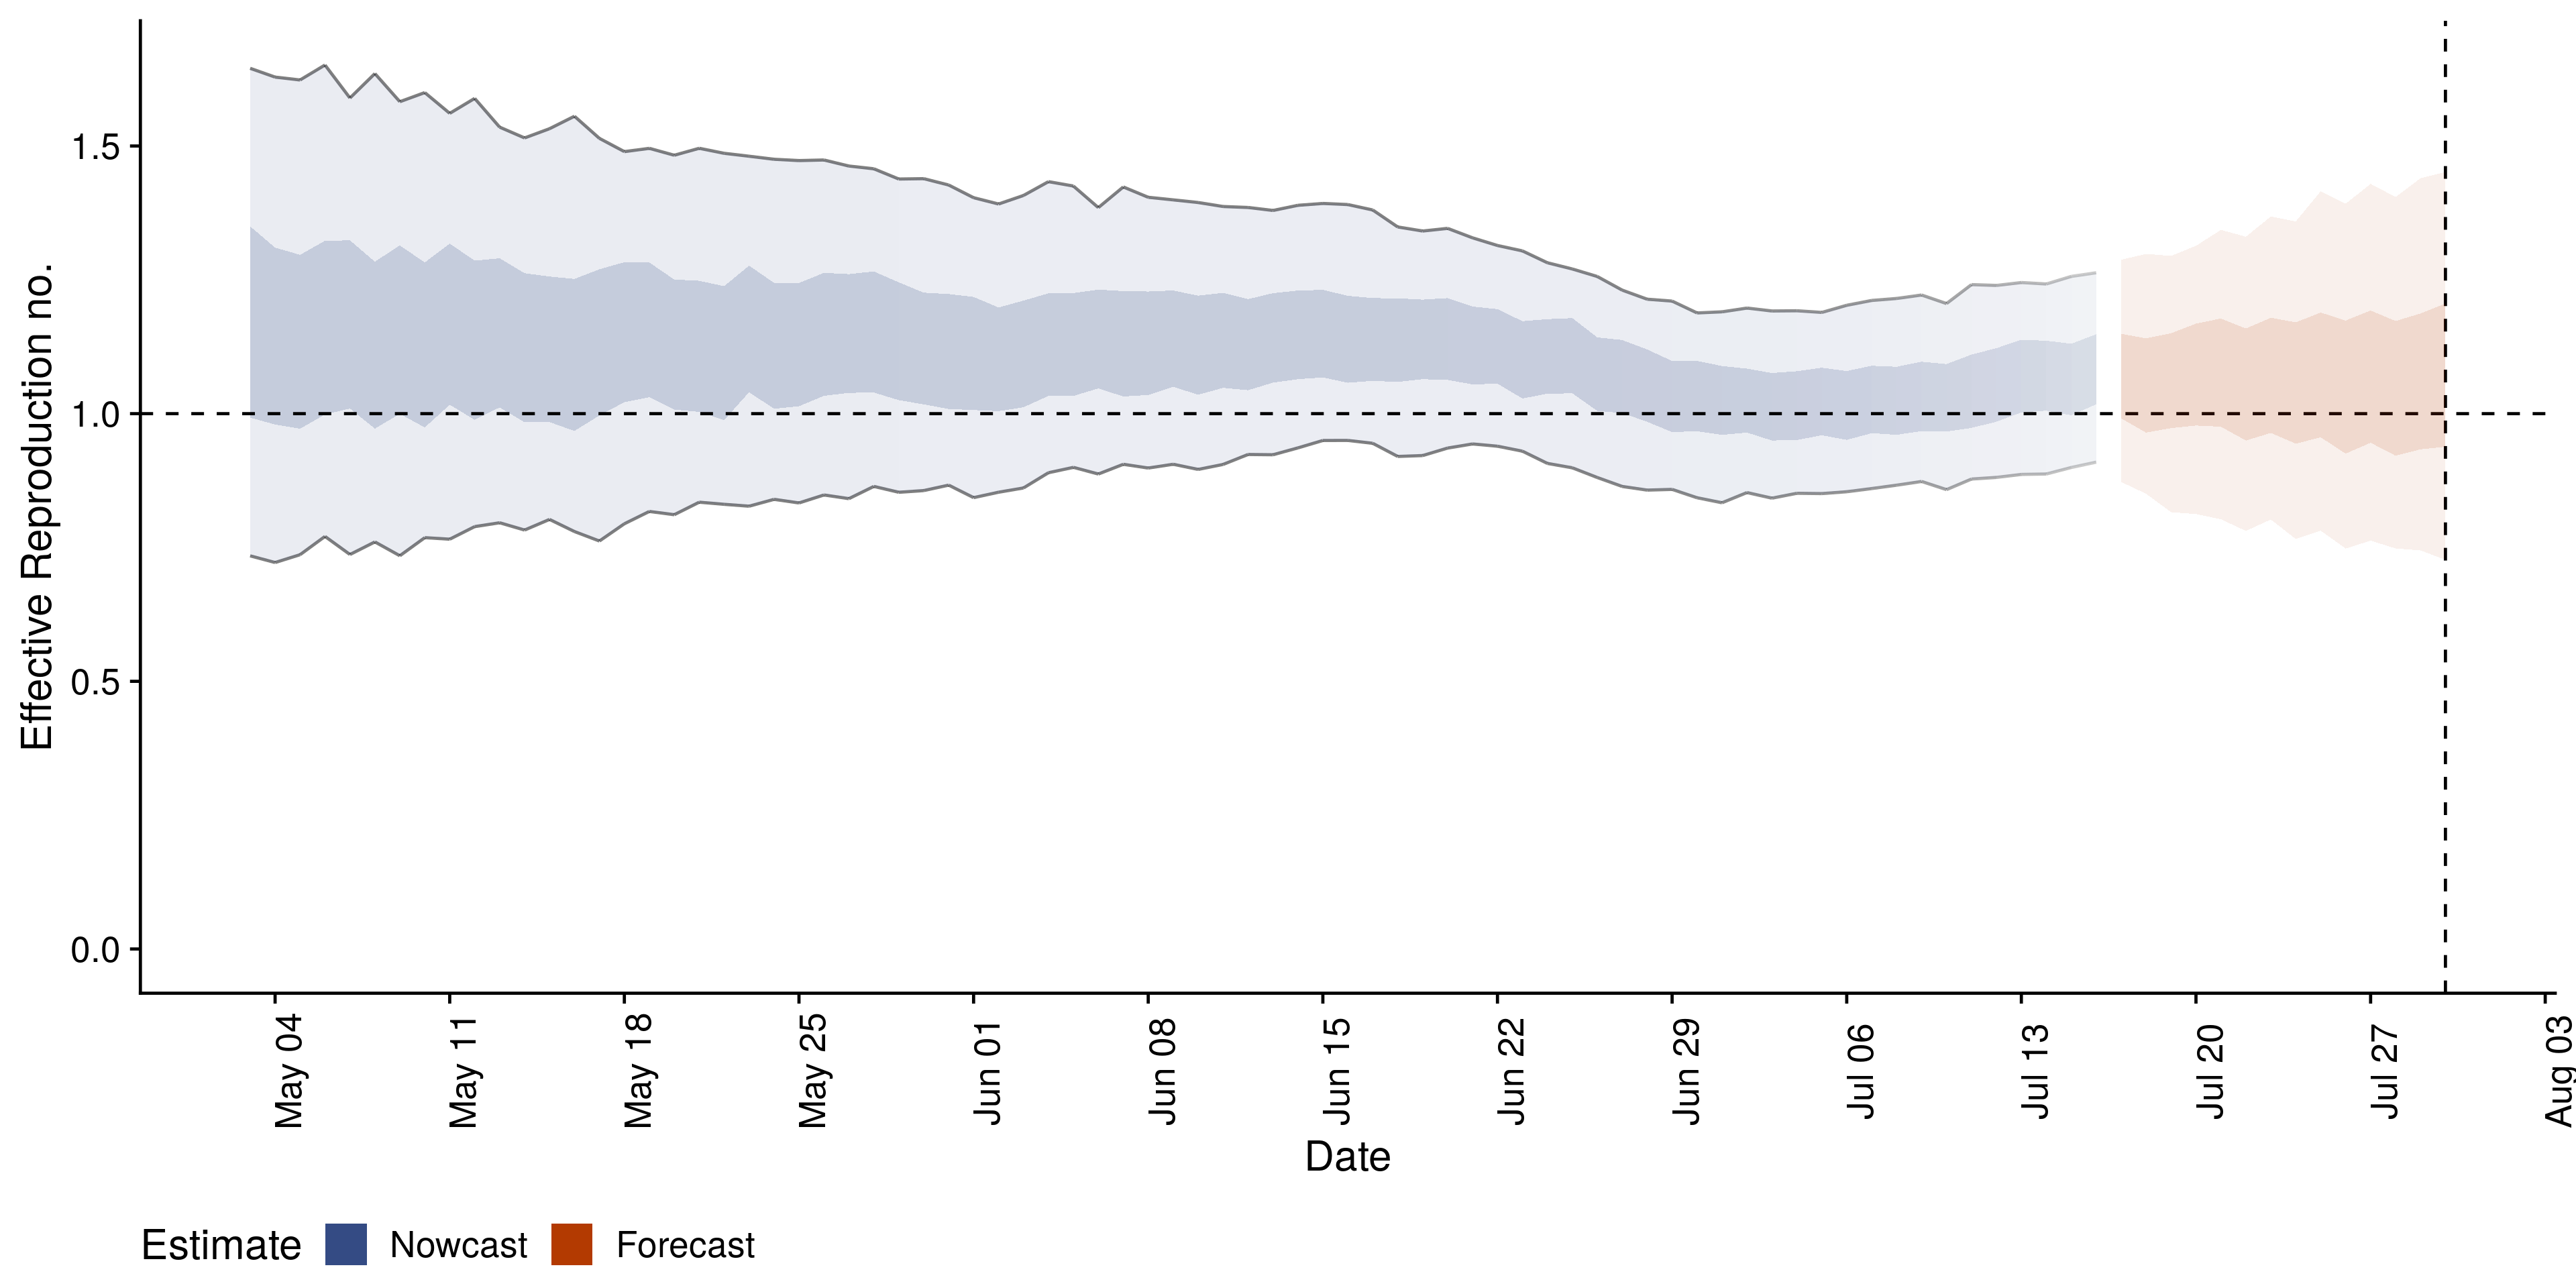 Effective Reproduction no.
1.5
1.0
0.5
0.0
May 04
May 11
May 18
May 25
Jun 01
Jun 08
Jun 15
Jun 22
Jun 29
Jul 06
Jul 13
Jul 20
Jul 27
Aug 03
Date
Estimate Nowcast Forecast